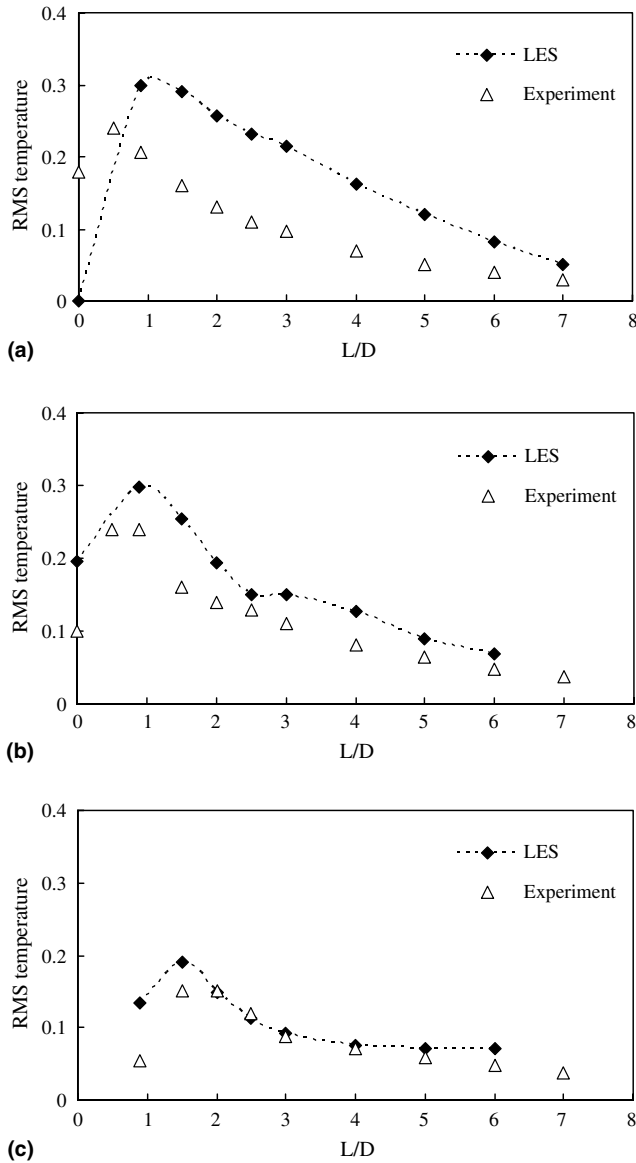 0.4
LES
0.3
Experiment
RMS temperature
0.2
0.1
0
0 1 2 3 4 5 6 7 8
(a)
L/D
0.4
LES
0.3
Experiment
RMS temperature
0.2
0.1
0
0 1 2 3 4 5 6 7 8
(b)
L/D
0.4
LES
0.3
Experiment
RMS temperature
0.2
0.1
0
0 1 2 3 4 5 6 7 8
(c)
L/D